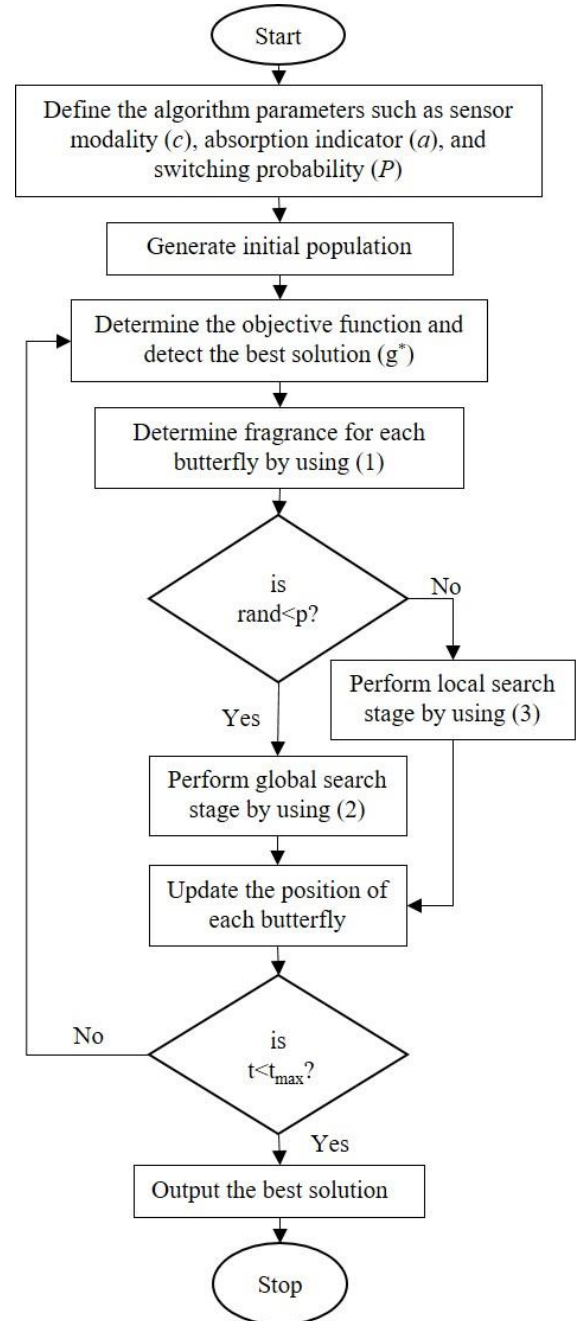 Start
Define the algorithm parameters such as sensor
modality (c), absorption indicator (a), and
switching probability (P)
Generate initial population
Determine the objective function and
detect the best solution (g*)
Determine fragrance for each
butterfly by using (1)
is
rand<p?
No
Perform local search
stage by using (3)
Yes
Perform global search
stage by using (2)
Update the position of
each butterfly
No
is
t<tmax?
Yes
Output the best solution
Stop